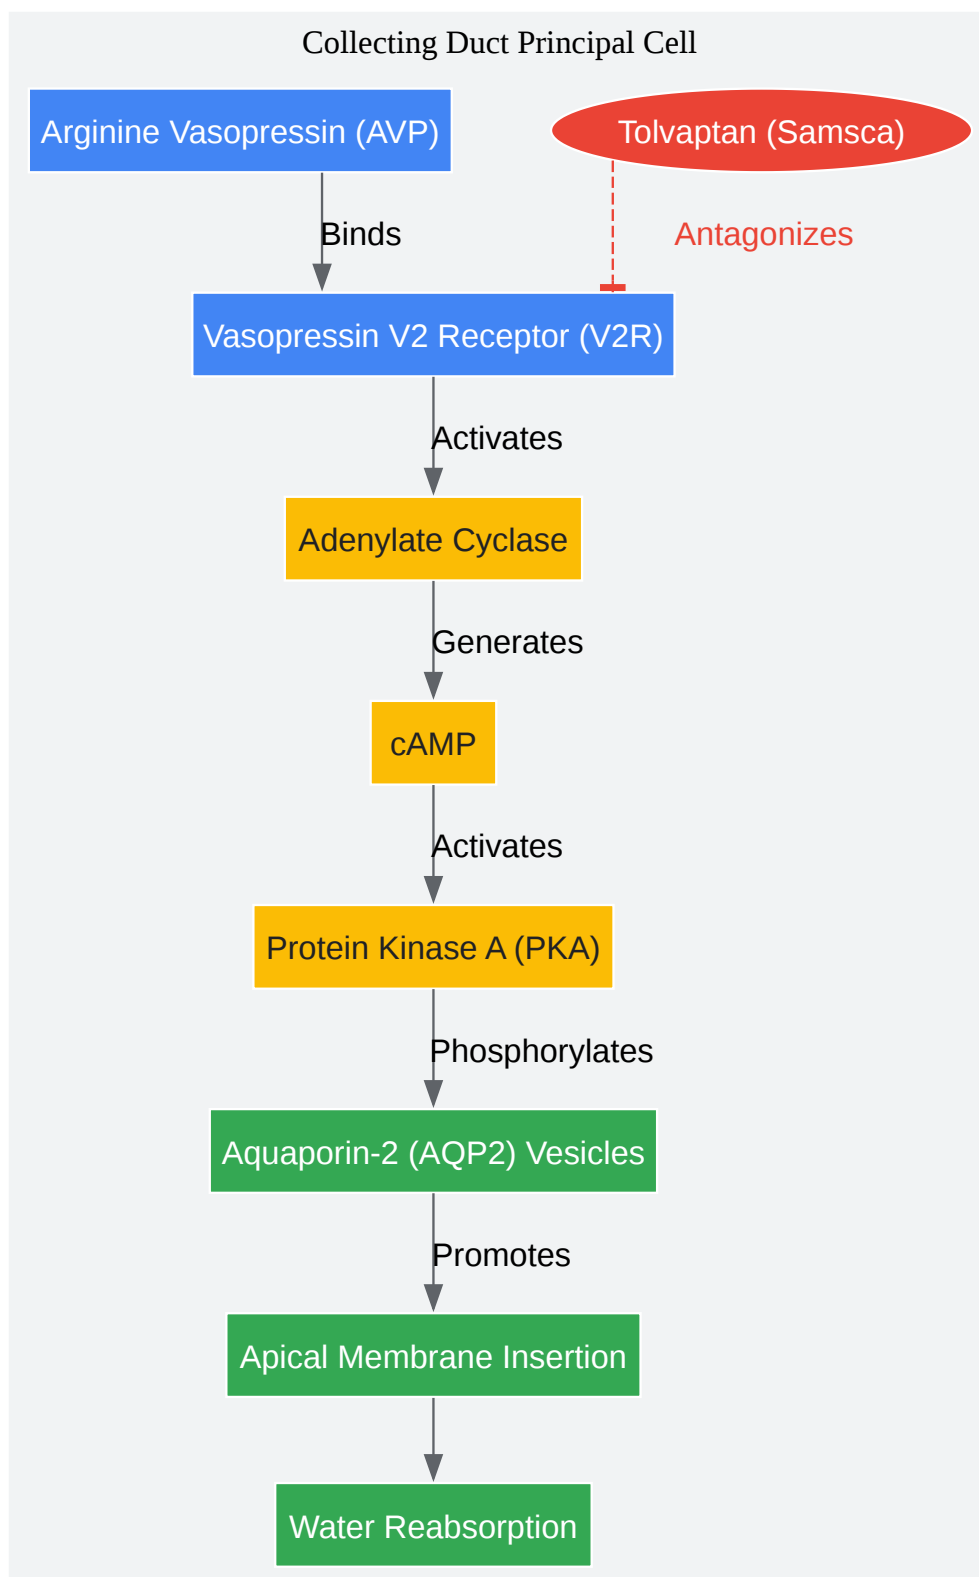 Collecting Duct Principal Cell
Arginine Vasopressin (AVP)
Tolvaptan (Samsca)
Binds
Antagonizes
Vasopressin V2 Receptor (V2R)
Activates
Adenylate Cyclase
Generates
cAMP
Activates
Protein Kinase A (PKA)
Phosphorylates
Aquaporin-2 (AQP2) Vesicles
Promotes
Apical Membrane Insertion
Water Reabsorption